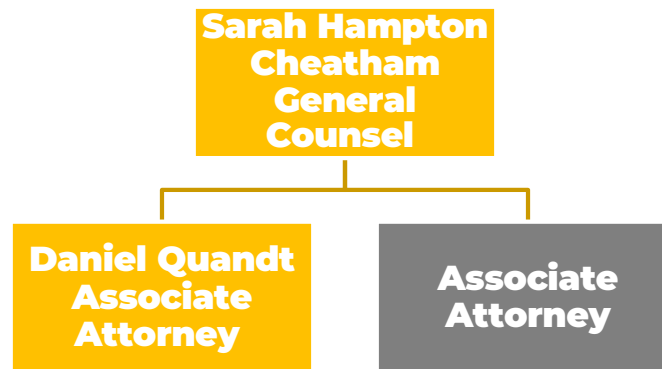 Sarah Hampton
Cheatham
General
Counsel
Daniel Quandt
Associate
Attorney
Associate
Attorney